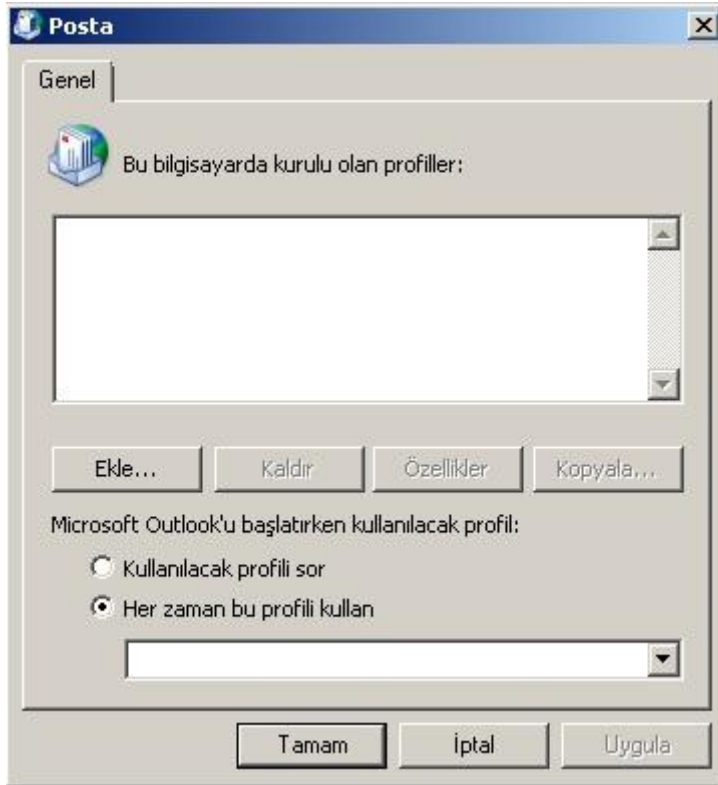 Posta
Genel
Bu bilgisayarda kurulu olan profiller:
Ekle... Kaldır Özellikler Kopyala...
Microsoft Outlook'u başlatırken kullanılacak profil:
Kullanılacak profili sor
Her zaman bu profili kullan
Tamam İptal Uygula